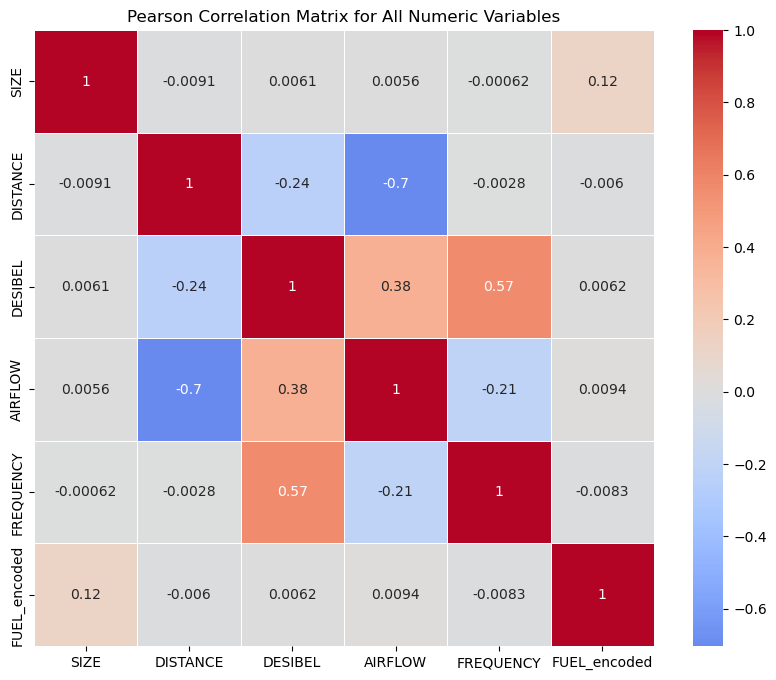 Pearson Correlation Matrix for All Numeric Variables
SIZE 1 -0.0091 0.0061 0.0056 -0.00062 0.12
DISTANCE -0.0091 1 -0.24 -0.7 -0.0028 -0.006
DESIBEL 0.0061 -0.24 1 0.38 0.57 0.0062
AIRFLOW 0.0056 -0.7 0.38 1 -0.21 0.0094
FREQUENCY -0.00062 -0.0028 0.57 -0.21 1 -0.0083
FUEL_encoded 0.12 -0.006 0.0062 0.0094 -0.0083 1
SIZE DISTANCE DESIBEL AIRFLOW FREQUENCY FUEL_encoded
1.0
0.8
0.6
0.4
0.2
0.0
−0.2
−0.4
−0.6